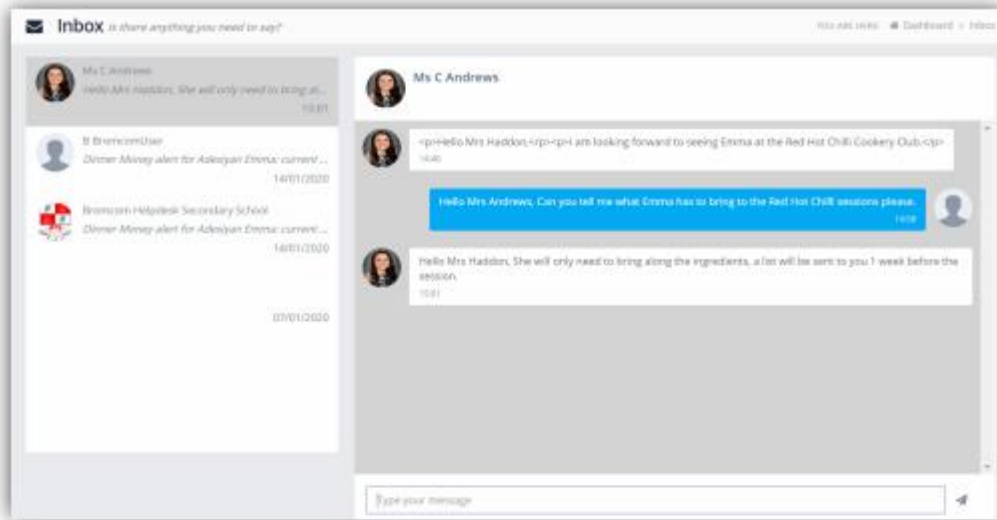 Inbox Is there anything you need to say?
YOU ARE HERE: Dashboard > Inbox
Ms C Andrews
Hello Mrs Haddon, She will only need to bring al...
15:01
B BromcomUser
Dinner Money alert for Adesiyan Emma: current ...
14/01/2020
Bromcom Helpdesk Secondary School
Dinner Money alert for Adesiyan Emma: current ...
14/01/2020
07/01/2020
Ms C Andrews
<p>Hello Mrs Haddon,</p><p>I am looking forward to seeing Emma at the Red Hot Chilli Cookery Club.</p>
Hello Mrs Andrews, Can you tell me what Emma has to bring to the Red Hot Chilli sessions please.
Hello Mrs Haddon, She will only need to bring along the ingredients, a list will be sent to you 1 week before the
session.
15:01
Type your message